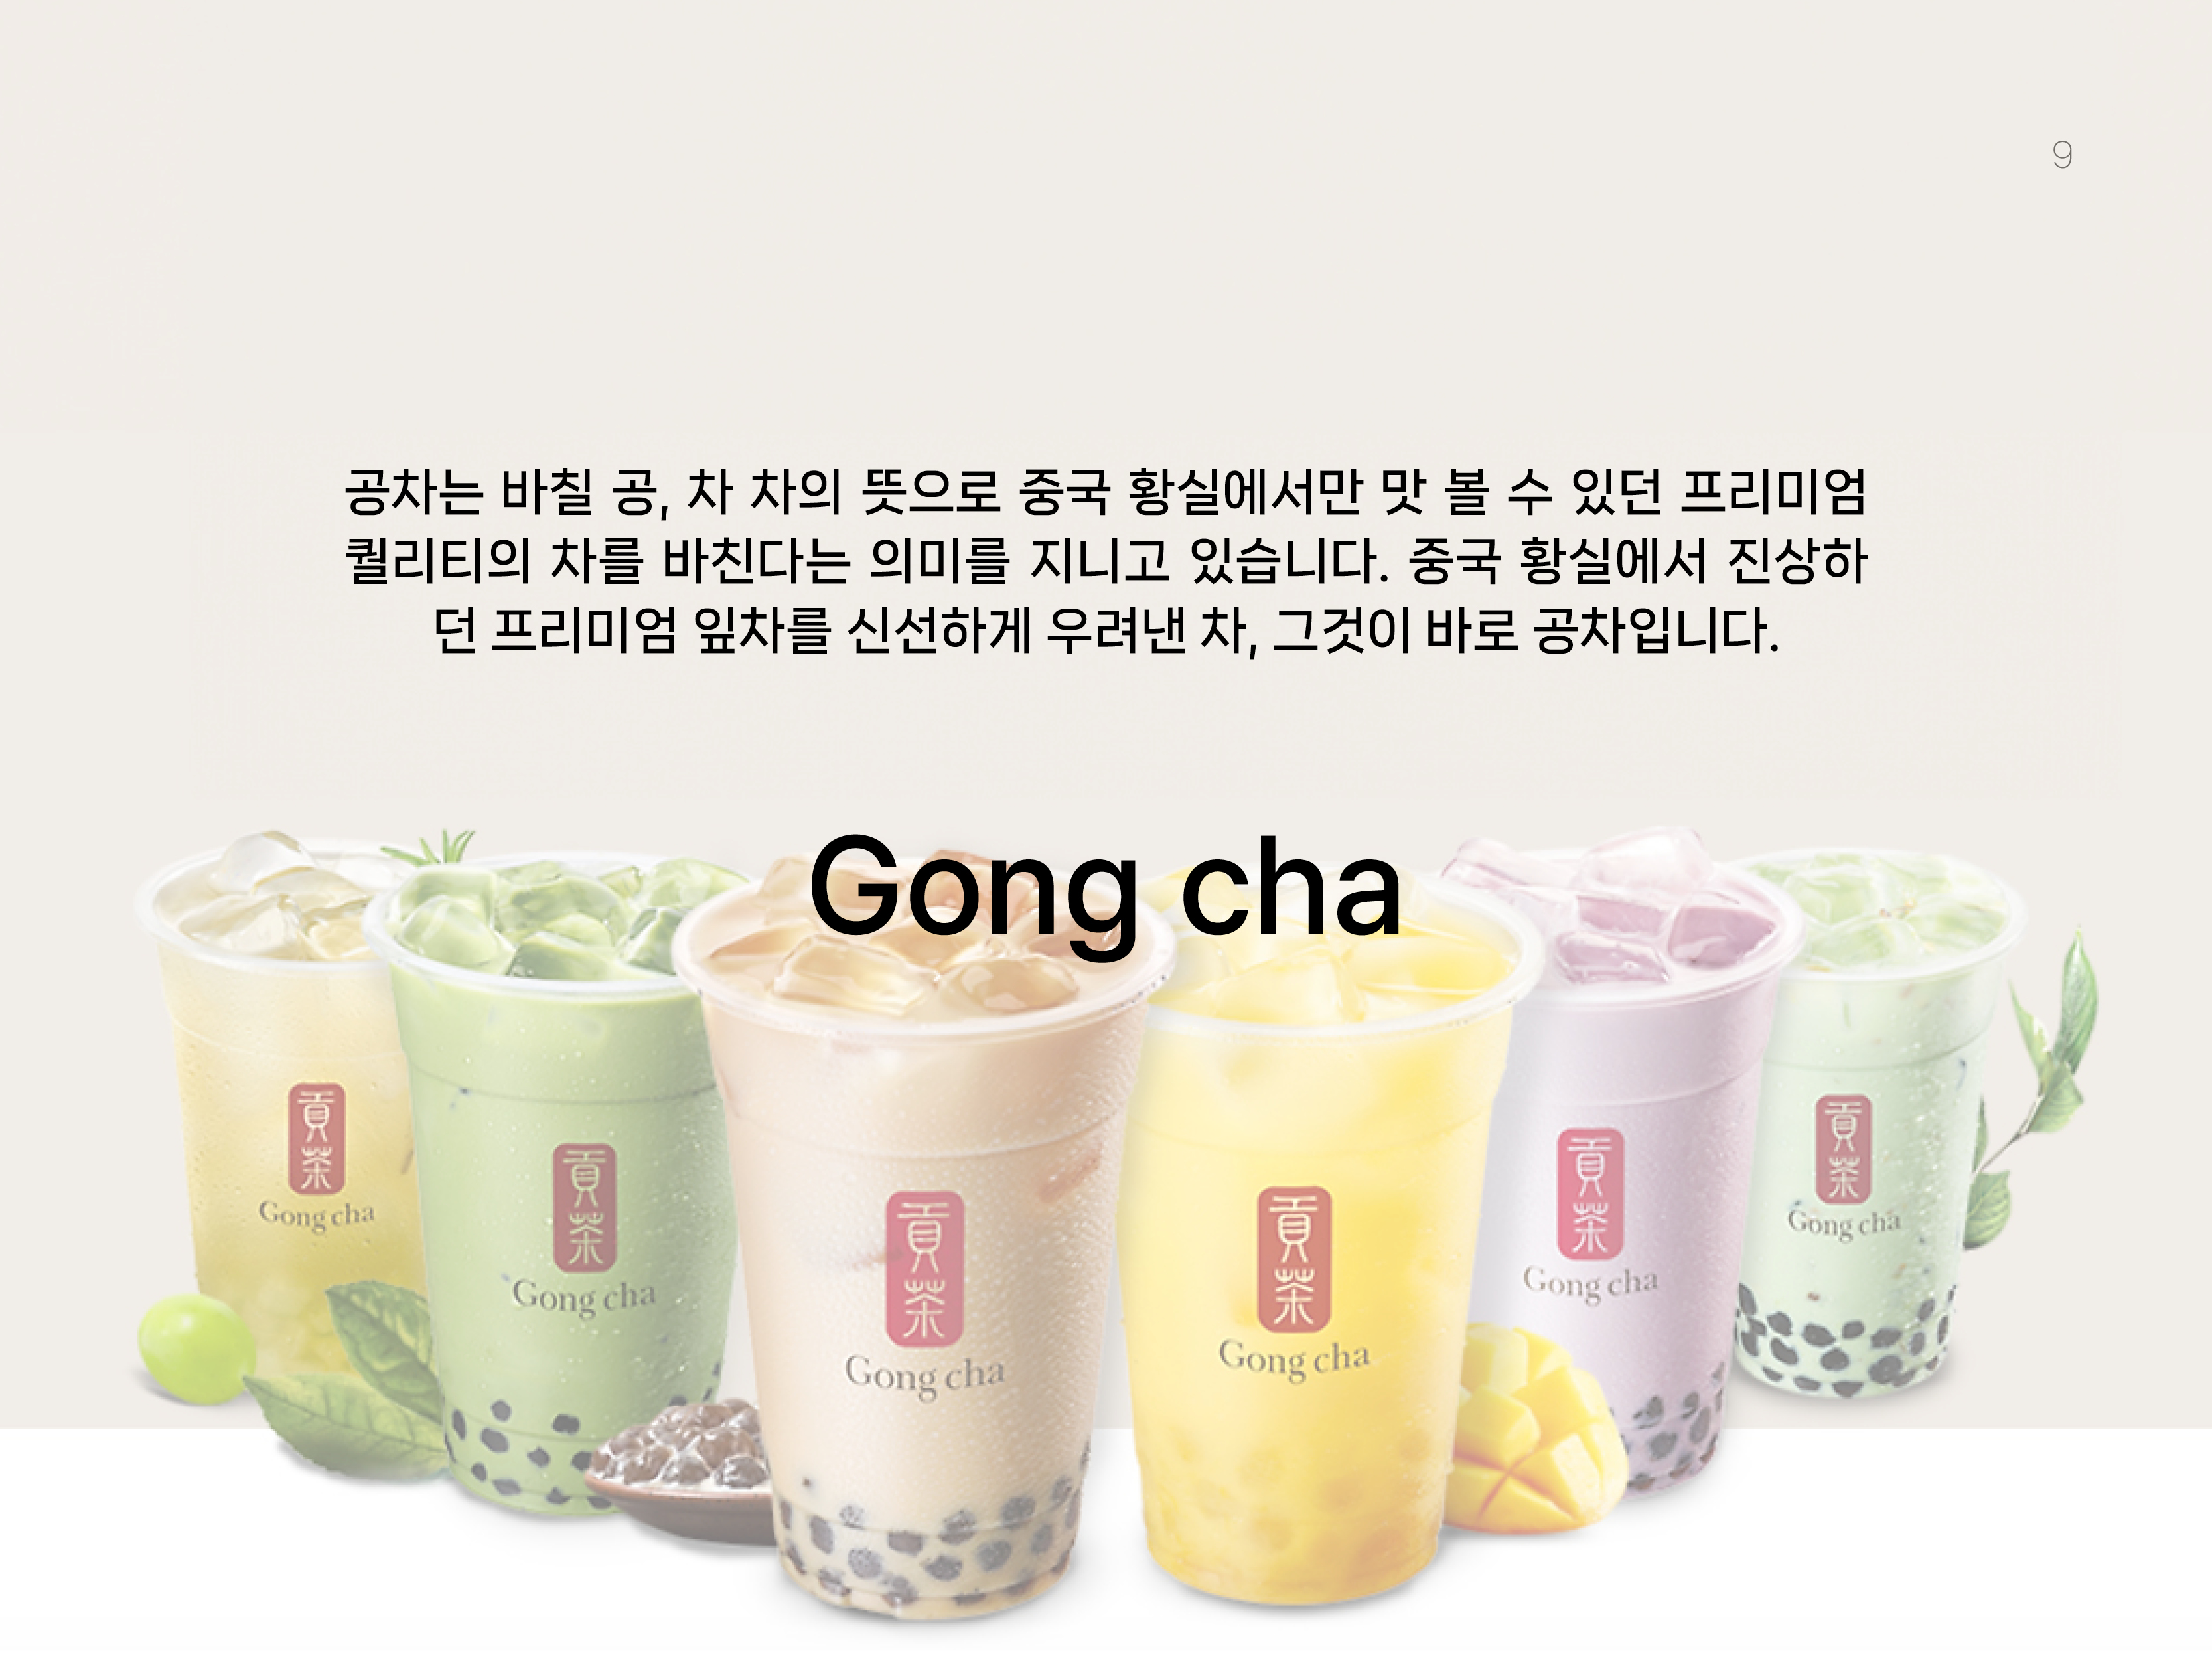 9
공차는 바칠 공, 차 차의 뜻으로 중국 황실에서만 맛 볼 수 있던 프리미엄
퀄리티의 차를 바친다는 의미를 지니고 있습니다. 중국 황실에서 진상하
던 프리미엄 잎차를 신선하게 우려낸 차, 그것이 바로 공차입니다.
Gong cha
貢茶
Gong cha
貢茶
Gong cha
貢茶
Gong cha
貢茶
Gong cha
貢茶
Gong cha
貢茶
Gong cha